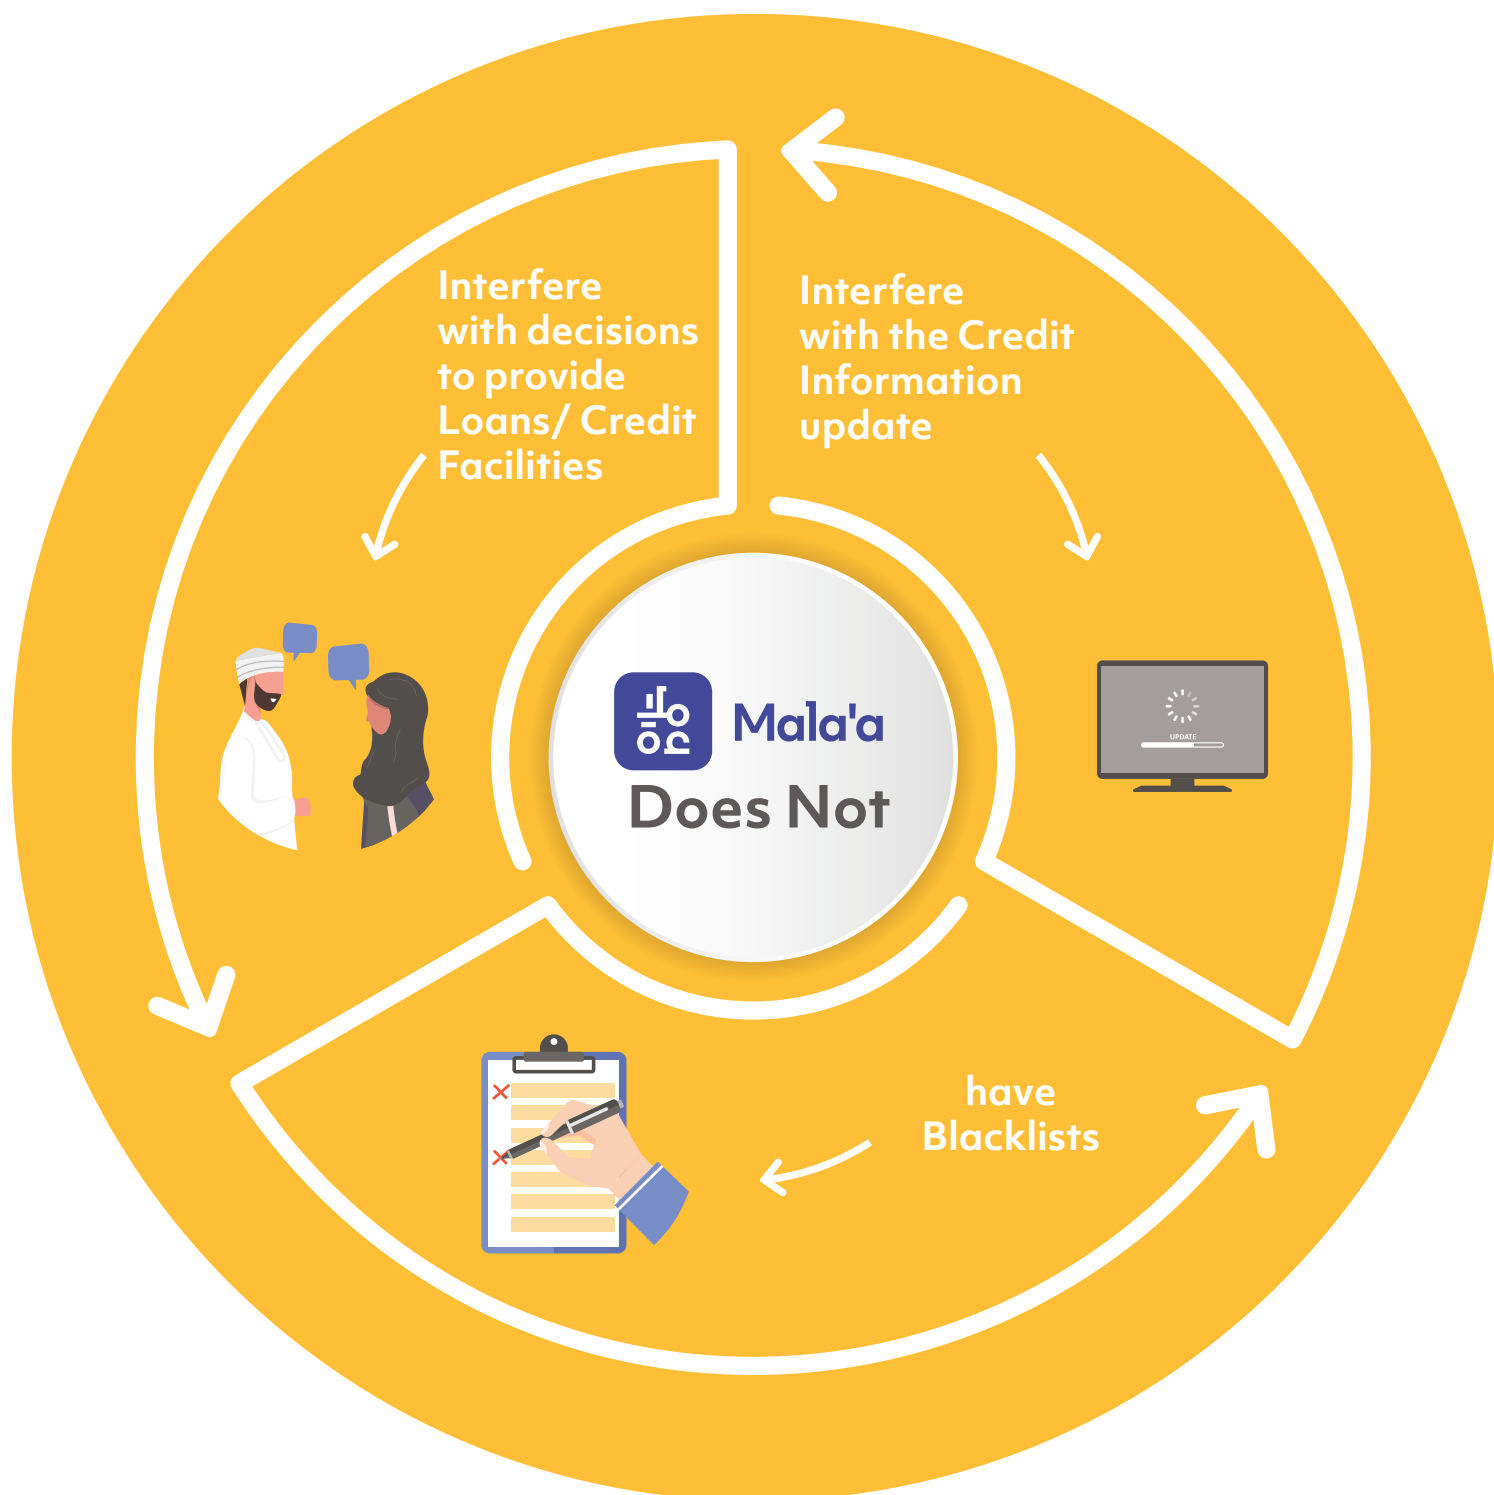 Interfere
with decisions
to provide
Loans/ Credit
Facilities
Interfere
with the Credit
Information
update
UPDATE
Mala'a
Does Not
have
Blacklists